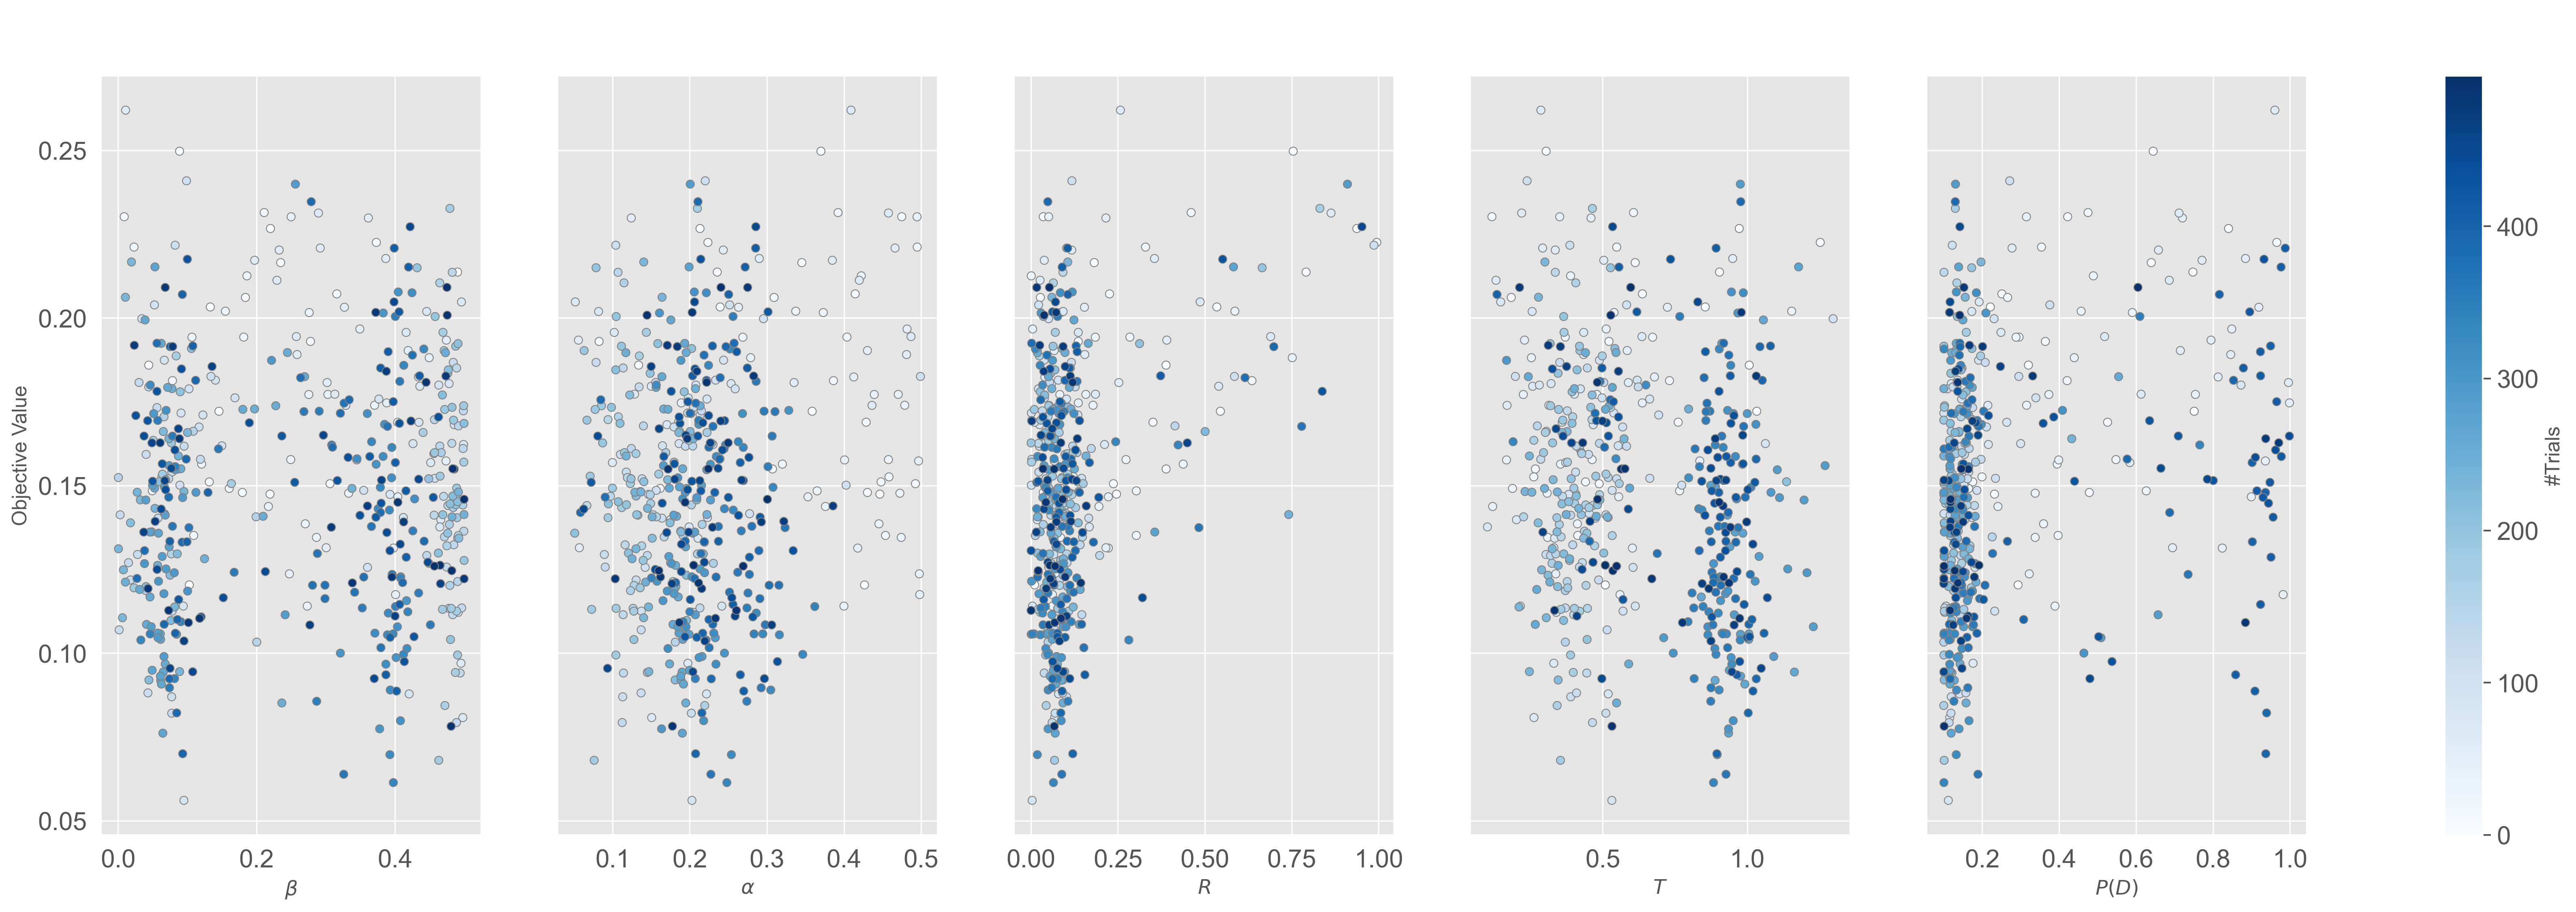 Objective Value
0.25
0.20
0.15
0.10
0.05
0.0 0.2 0.4
β
0.1 0.2 0.3 0.4 0.5
α
0.00 0.25 0.50 0.75 1.00
R
0.5 1.0
T
0.2 0.4 0.6 0.8 1.0
P(D)
400
300
200
100
0
#Trials